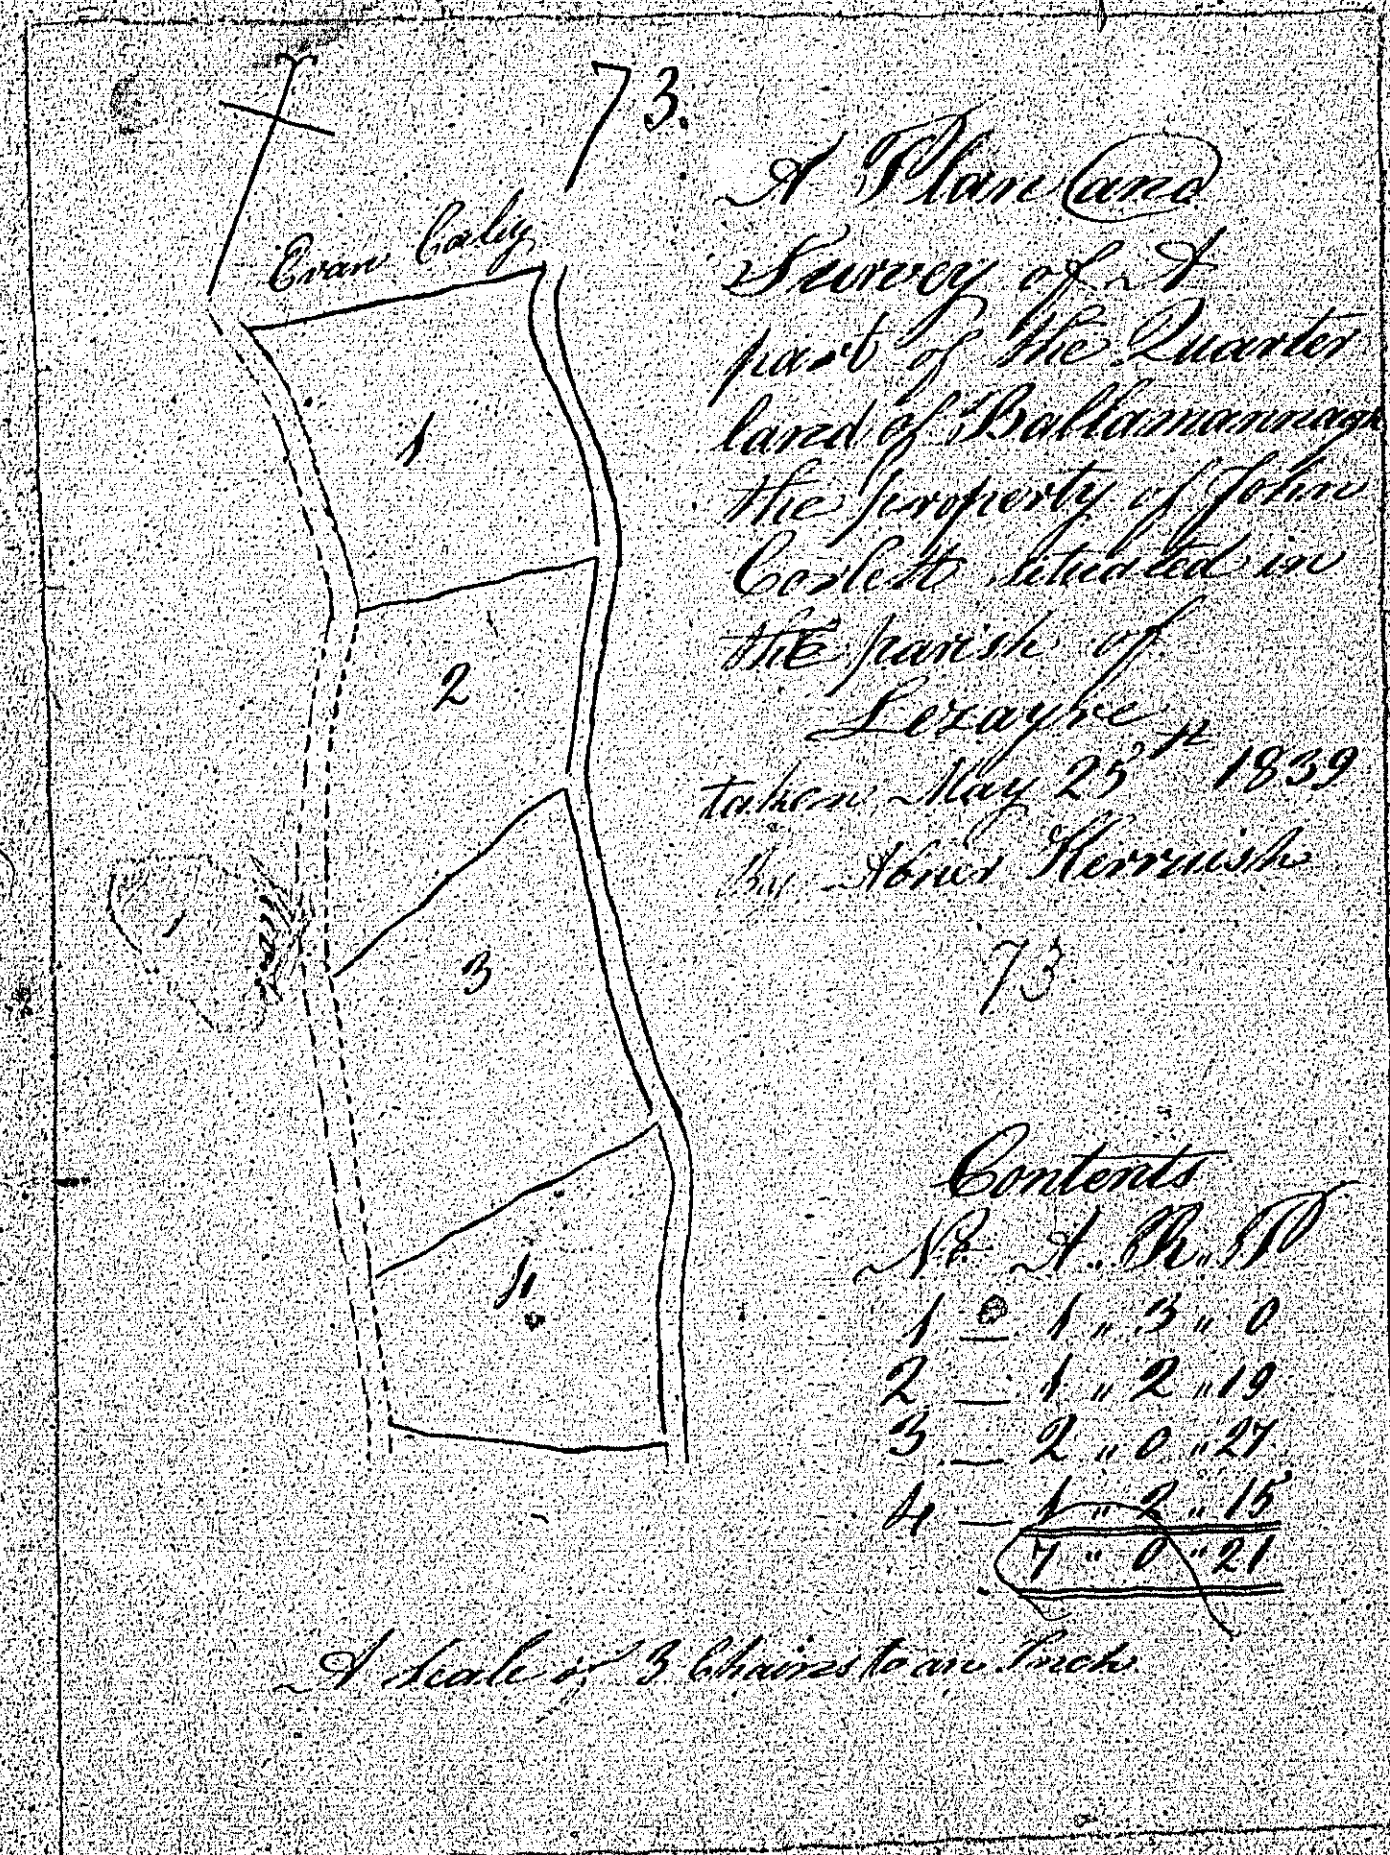 73.
Evan Caley
1
2
3
4
1
A Plan and
Survey of A
part of the Quarter
land of Ballamannagh
the property of John
Corlett situated in
the parish of
Lezayre
taken May 25th 1839
by Abner Kerruish
73
Contents
No. A.. R.. P
1 — 1 " 3 " 0
2 — 1 " 2 " 19
3 — 2 " 0 " 27
4 — 1 " 2 " 15
7 " 0 " 21
A scale of 3 Chains to an Inch